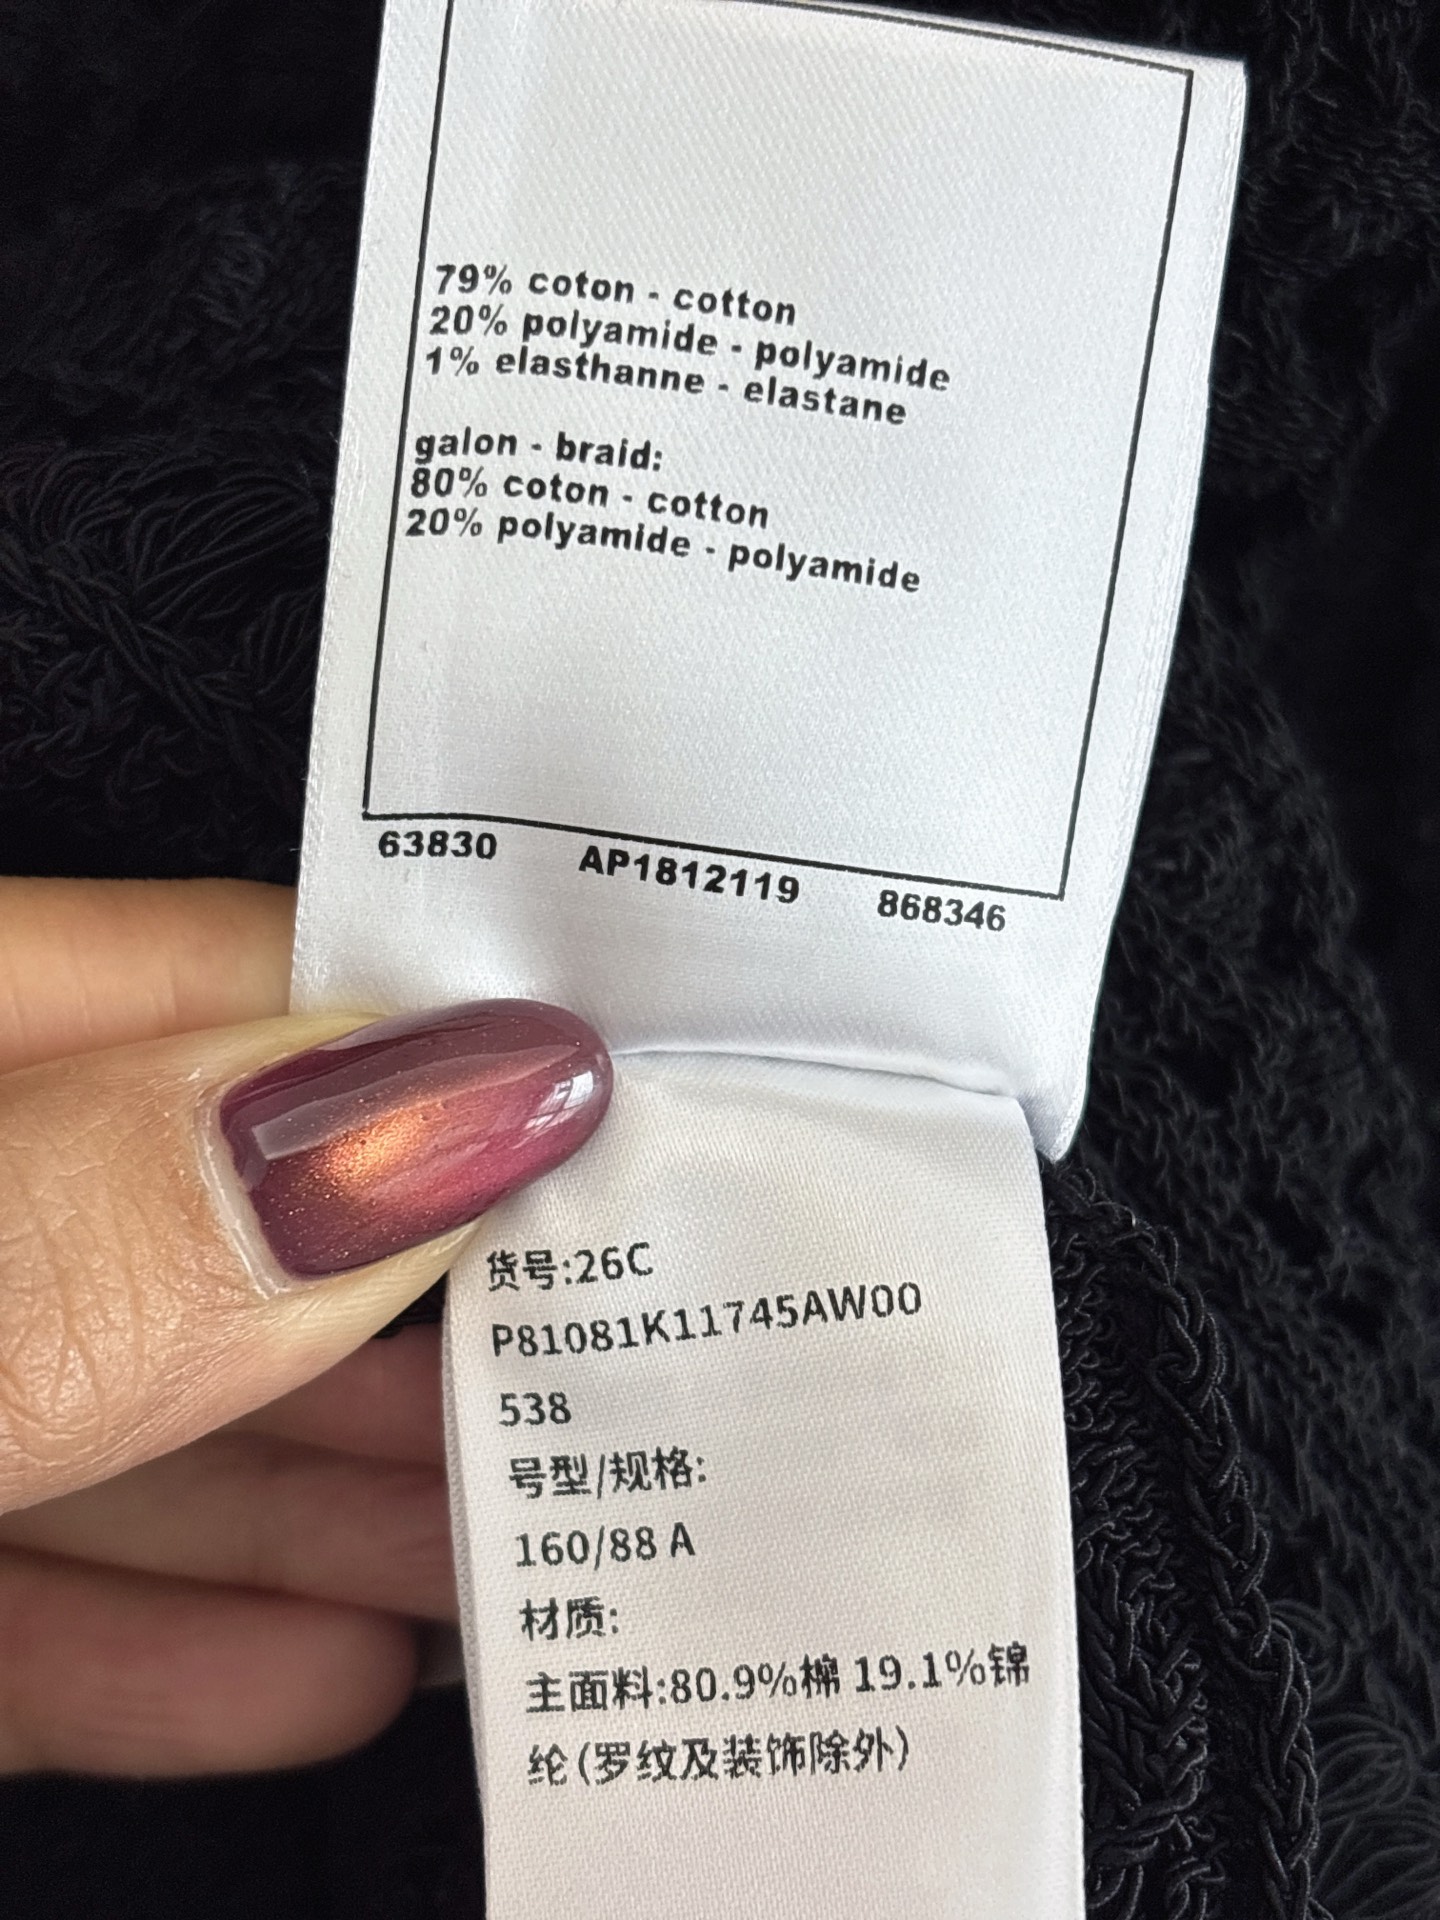 79% coton - cotton
20% polyamide - polyamide
1% elasthanne - elastane
galon - braid:
80% coton - cotton
20% polyamide - polyamide
63830 AP1812119 868346
货号:26C
P81081K11745AW00
538
号型/规格:
160/88 A
材质:
主面料:80.9%棉 19.1%锦
纶(罗纹及装饰除外)